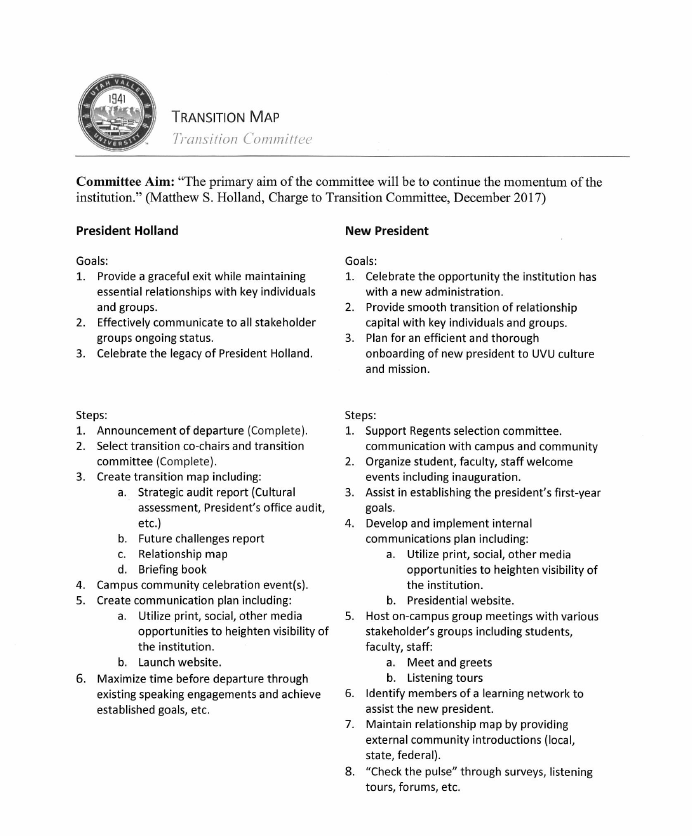 UTAH VALLEY UNIVERSITY
1941
TRANSITION MAP
Transition Committee
Committee Aim: “The primary aim of the committee will be to continue the momentum of the
institution.” (Matthew S. Holland, Charge to Transition Committee, December 2017)
President Holland
Goals:
1. Provide a graceful exit while maintaining
essential relationships with key individuals
and groups.
2. Effectively communicate to all stakeholder
groups ongoing status.
3. Celebrate the legacy of President Holland.
Steps:
1. Announcement of departure (Complete).
2. Select transition co-chairs and transition
committee (Complete).
3. Create transition map including:
a. Strategic audit report (Cultural
assessment, President's office audit,
etc.)
b. Future challenges report
c. Relationship map
d. Briefing book
4. Campus community celebration event(s).
5. Create communication plan including:
a. Utilize print, social, other media
opportunities to heighten visibility of
the institution.
b. Launch website.
6. Maximize time before departure through
existing speaking engagements and achieve
established goals, etc.
New President
Goals:
1. Celebrate the opportunity the institution has
with a new administration.
2. Provide smooth transition of relationship
capital with key individuals and groups.
3. Plan for an efficient and thorough
onboarding of new president to UVU culture
and mission.
Steps:
1. Support Regents selection committee.
communication with campus and community
2. Organize student, faculty, staff welcome
events including inauguration.
3. Assist in establishing the president's first-year
goals.
4. Develop and implement internal
communications plan including:
a. Utilize print, social, other media
opportunities to heighten visibility of
the institution.
b. Presidential website.
5. Host on-campus group meetings with various
stakeholder's groups including students,
faculty, staff:
a. Meet and greets
b. Listening tours
6. Identify members of a learning network to
assist the new president.
7. Maintain relationship map by providing
external community introductions (local,
state, federal).
8. “Check the pulse” through surveys, listening
tours, forums, etc.